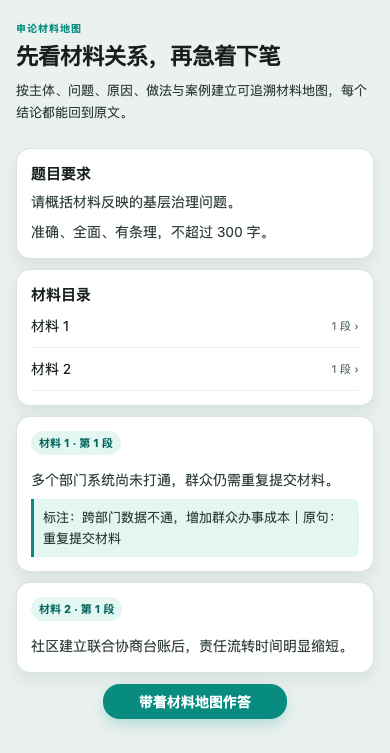 申论材料地图
先看材料关系，再急着下笔
按主体、问题、原因、做法与案例建立可追溯材料地图，每个
结论都能回到原文。
题目要求
请概括材料反映的基层治理问题。
准确、全面、有条理，不超过 300 字。
材料目录
材料 1
1 段 ›
材料 2
1 段 ›
材料 1 · 第 1 段
多个部门系统尚未打通，群众仍需重复提交材料。
标注：跨部门数据不通，增加群众办事成本｜原句：
重复提交材料
材料 2 · 第 1 段
社区建立联合协商台账后，责任流转时间明显缩短。
带着材料地图作答